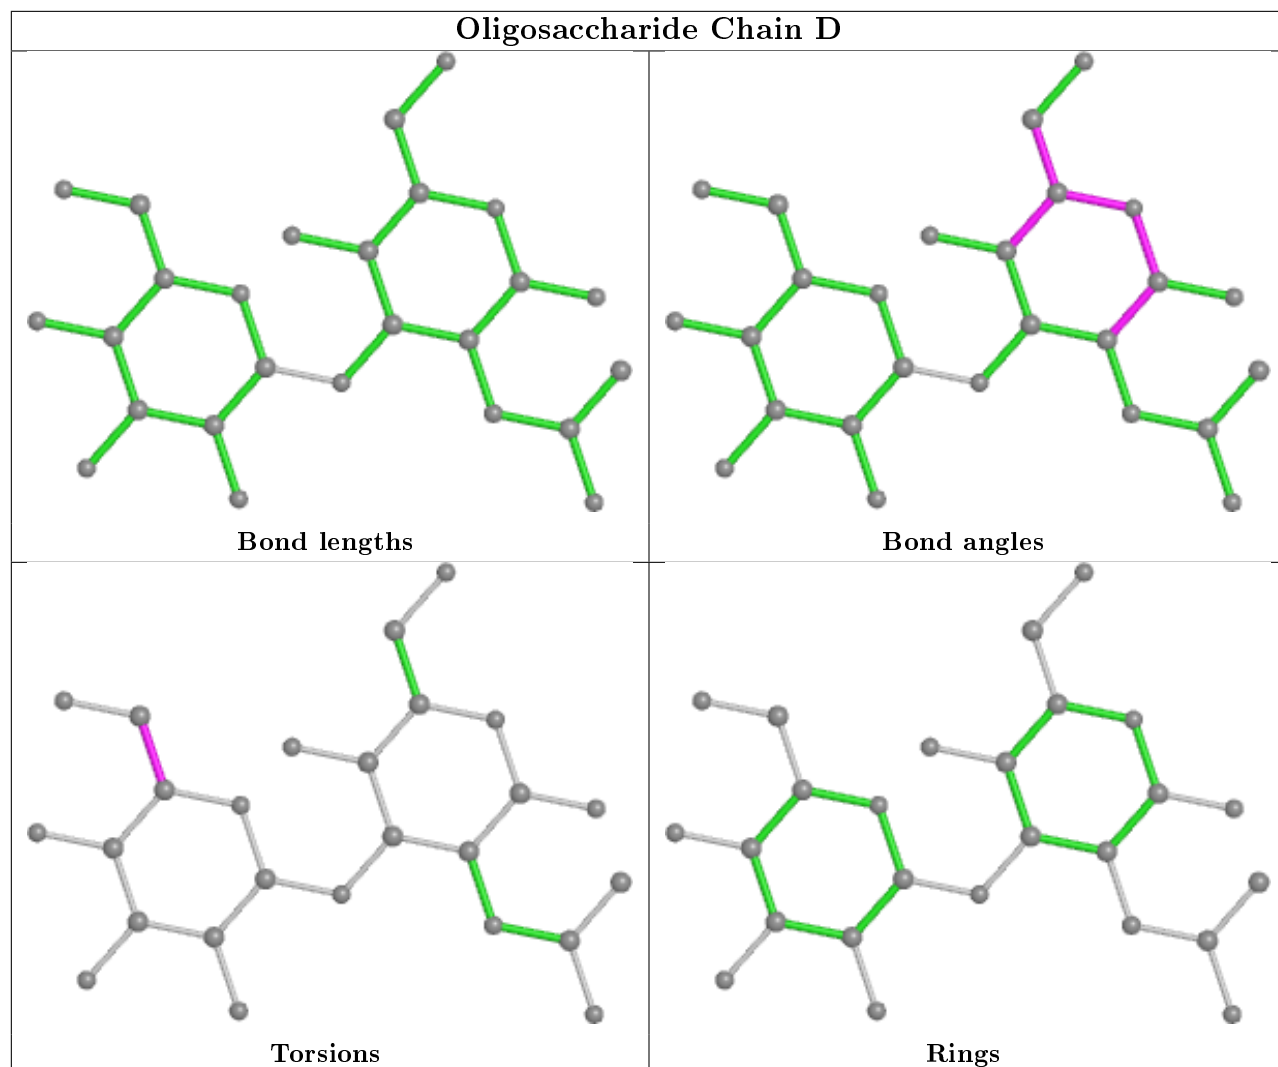 Oligosaccharide Chain D
Bond lengths
Bond angles
Torsions
Rings